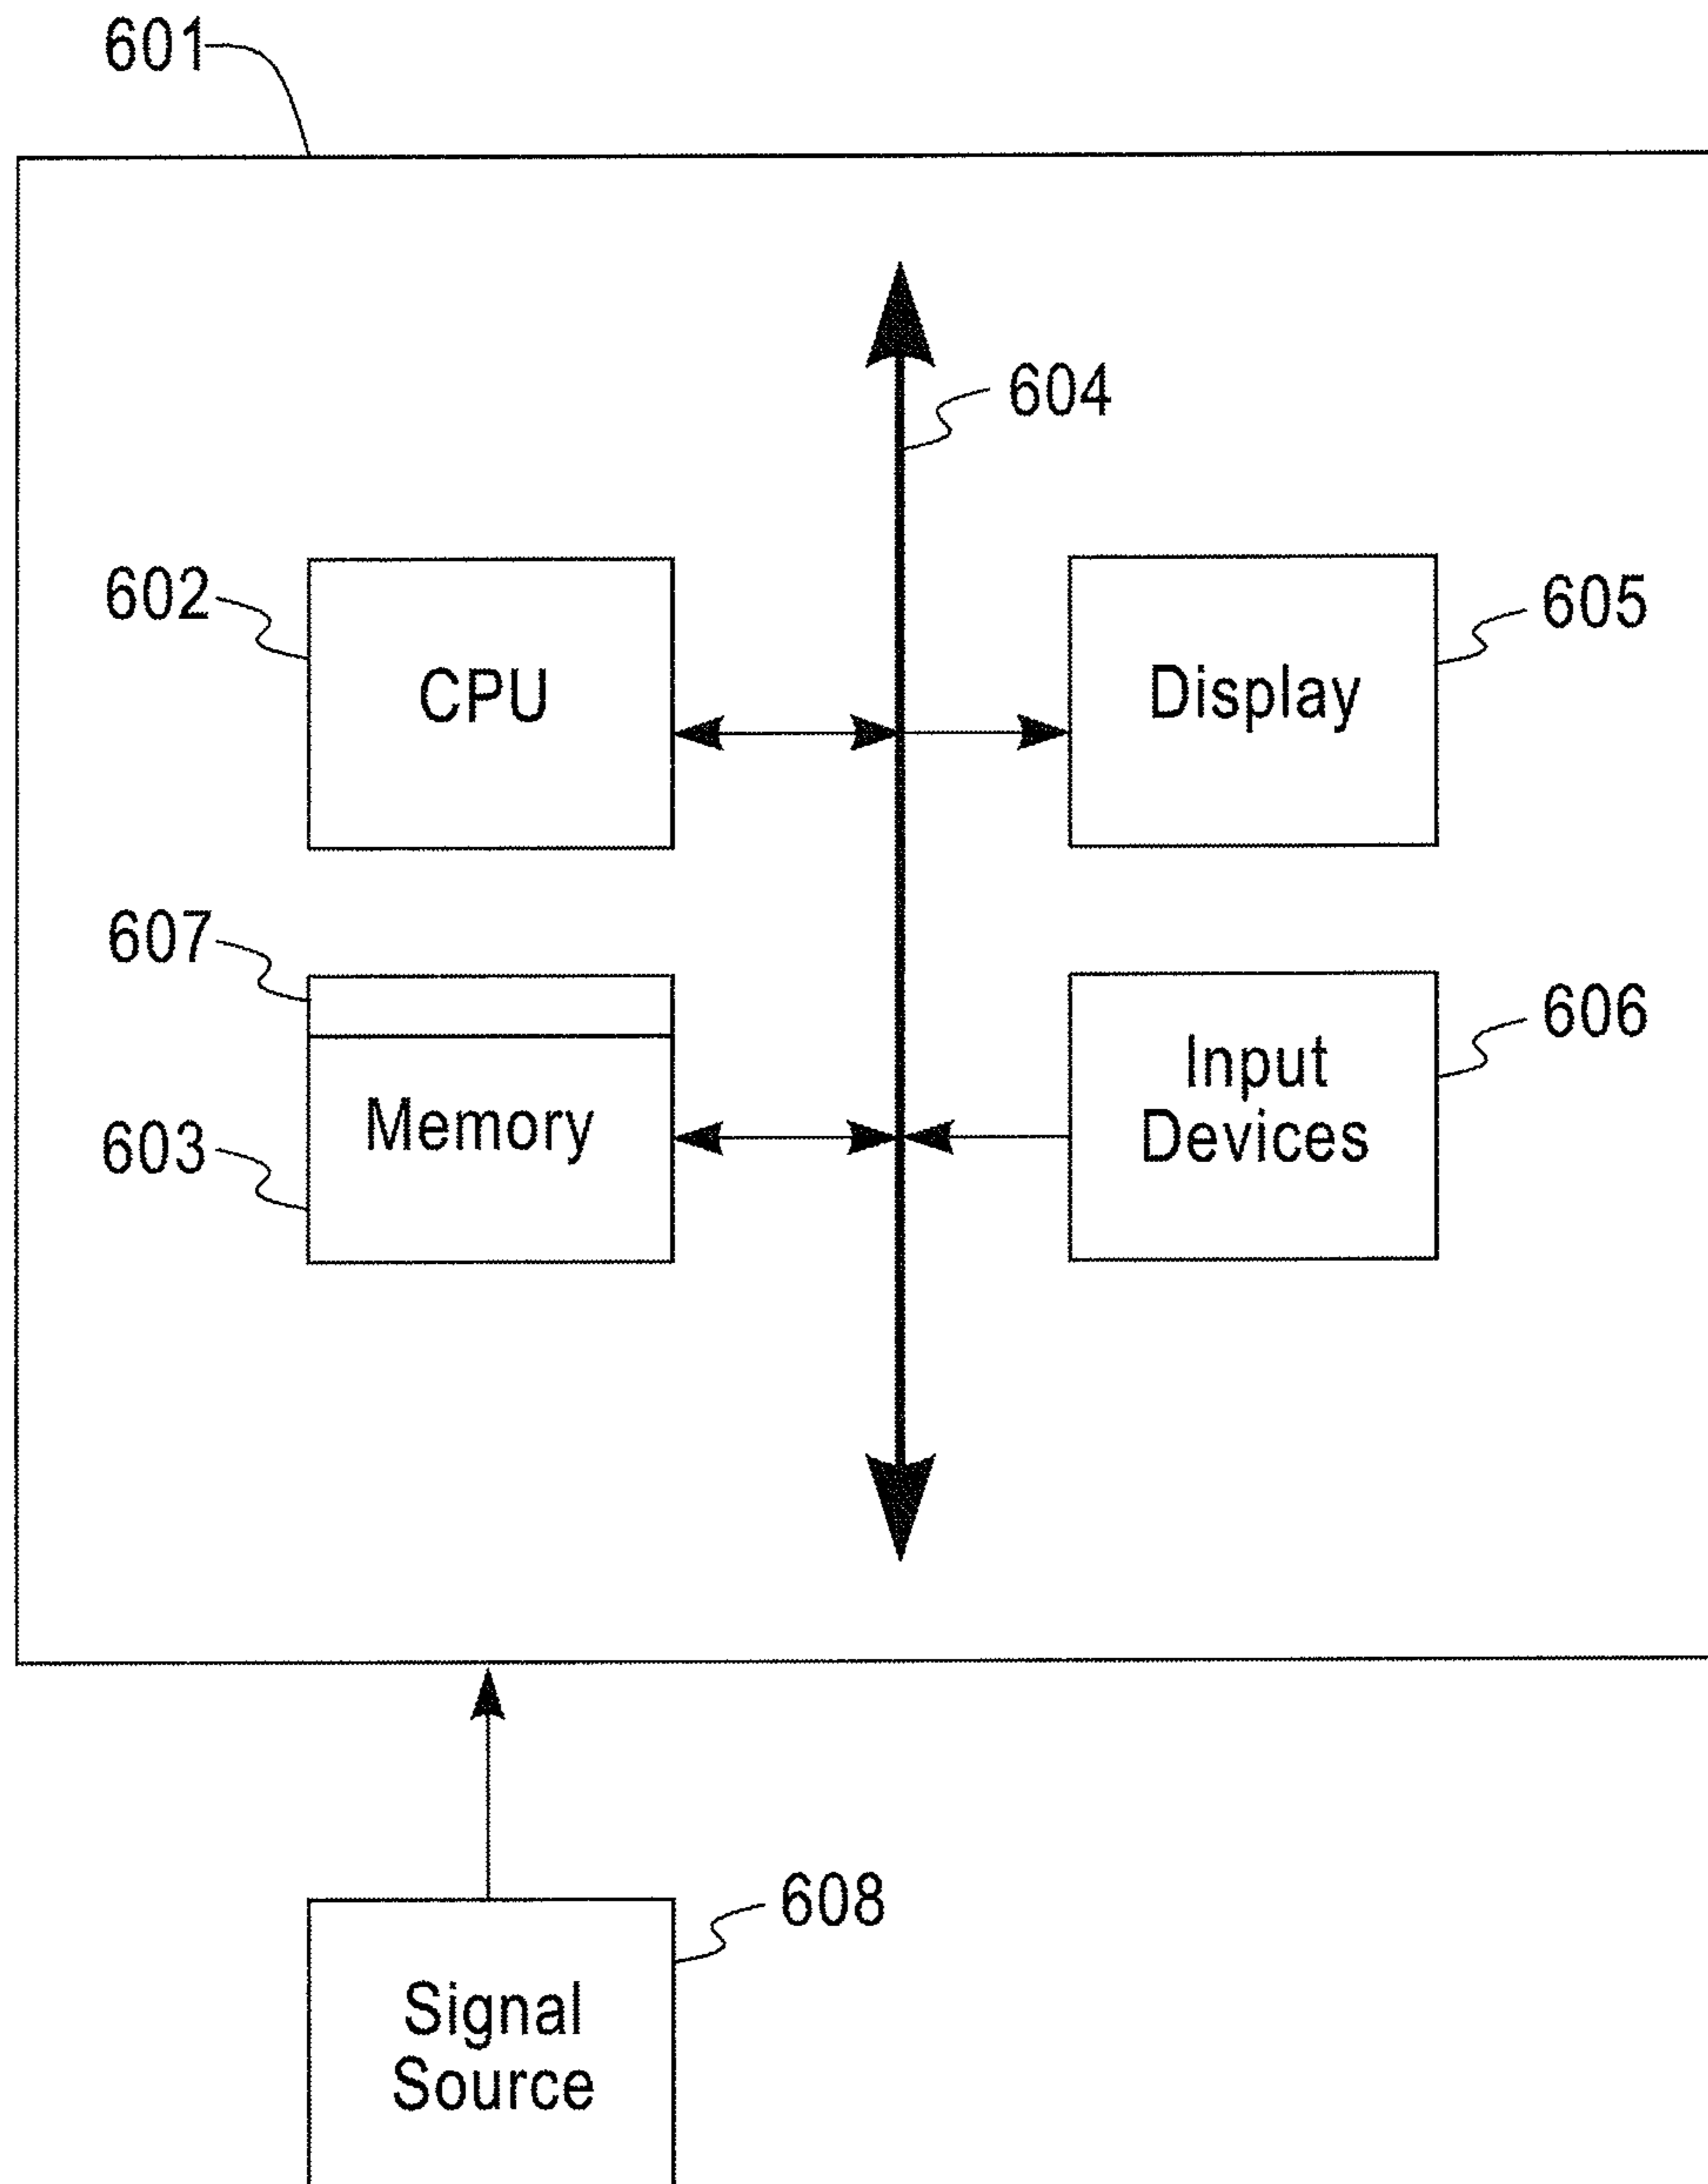 601
604
602
CPU
Display
605
607
Memory
603
Input
Devices
606
608
Signal
Source